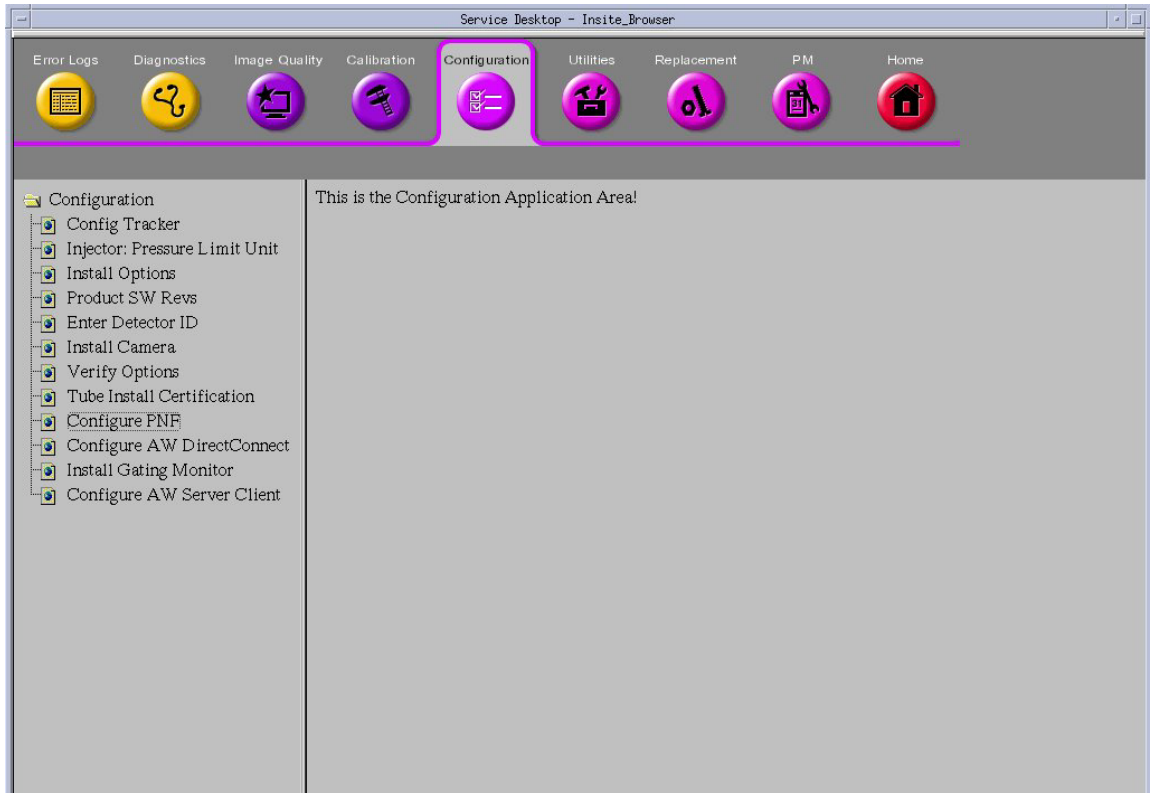 Service Desktop - Insite_Browser
Error Logs
Diagnostics
Image Quality
Calibration
Configuration
Utilities
Replacement
PM
Home
31
Configuration
Config Tracker
Injector: Pressure Limit Unit
Install Options
Product SW Revs
Enter Detector ID
Install Camera
Verify Options
Tube Install Certification
Configure PNF
Configure AW DirectConnect
Install Gating Monitor
Configure AW Server Client
This is the Configuration Application Area!